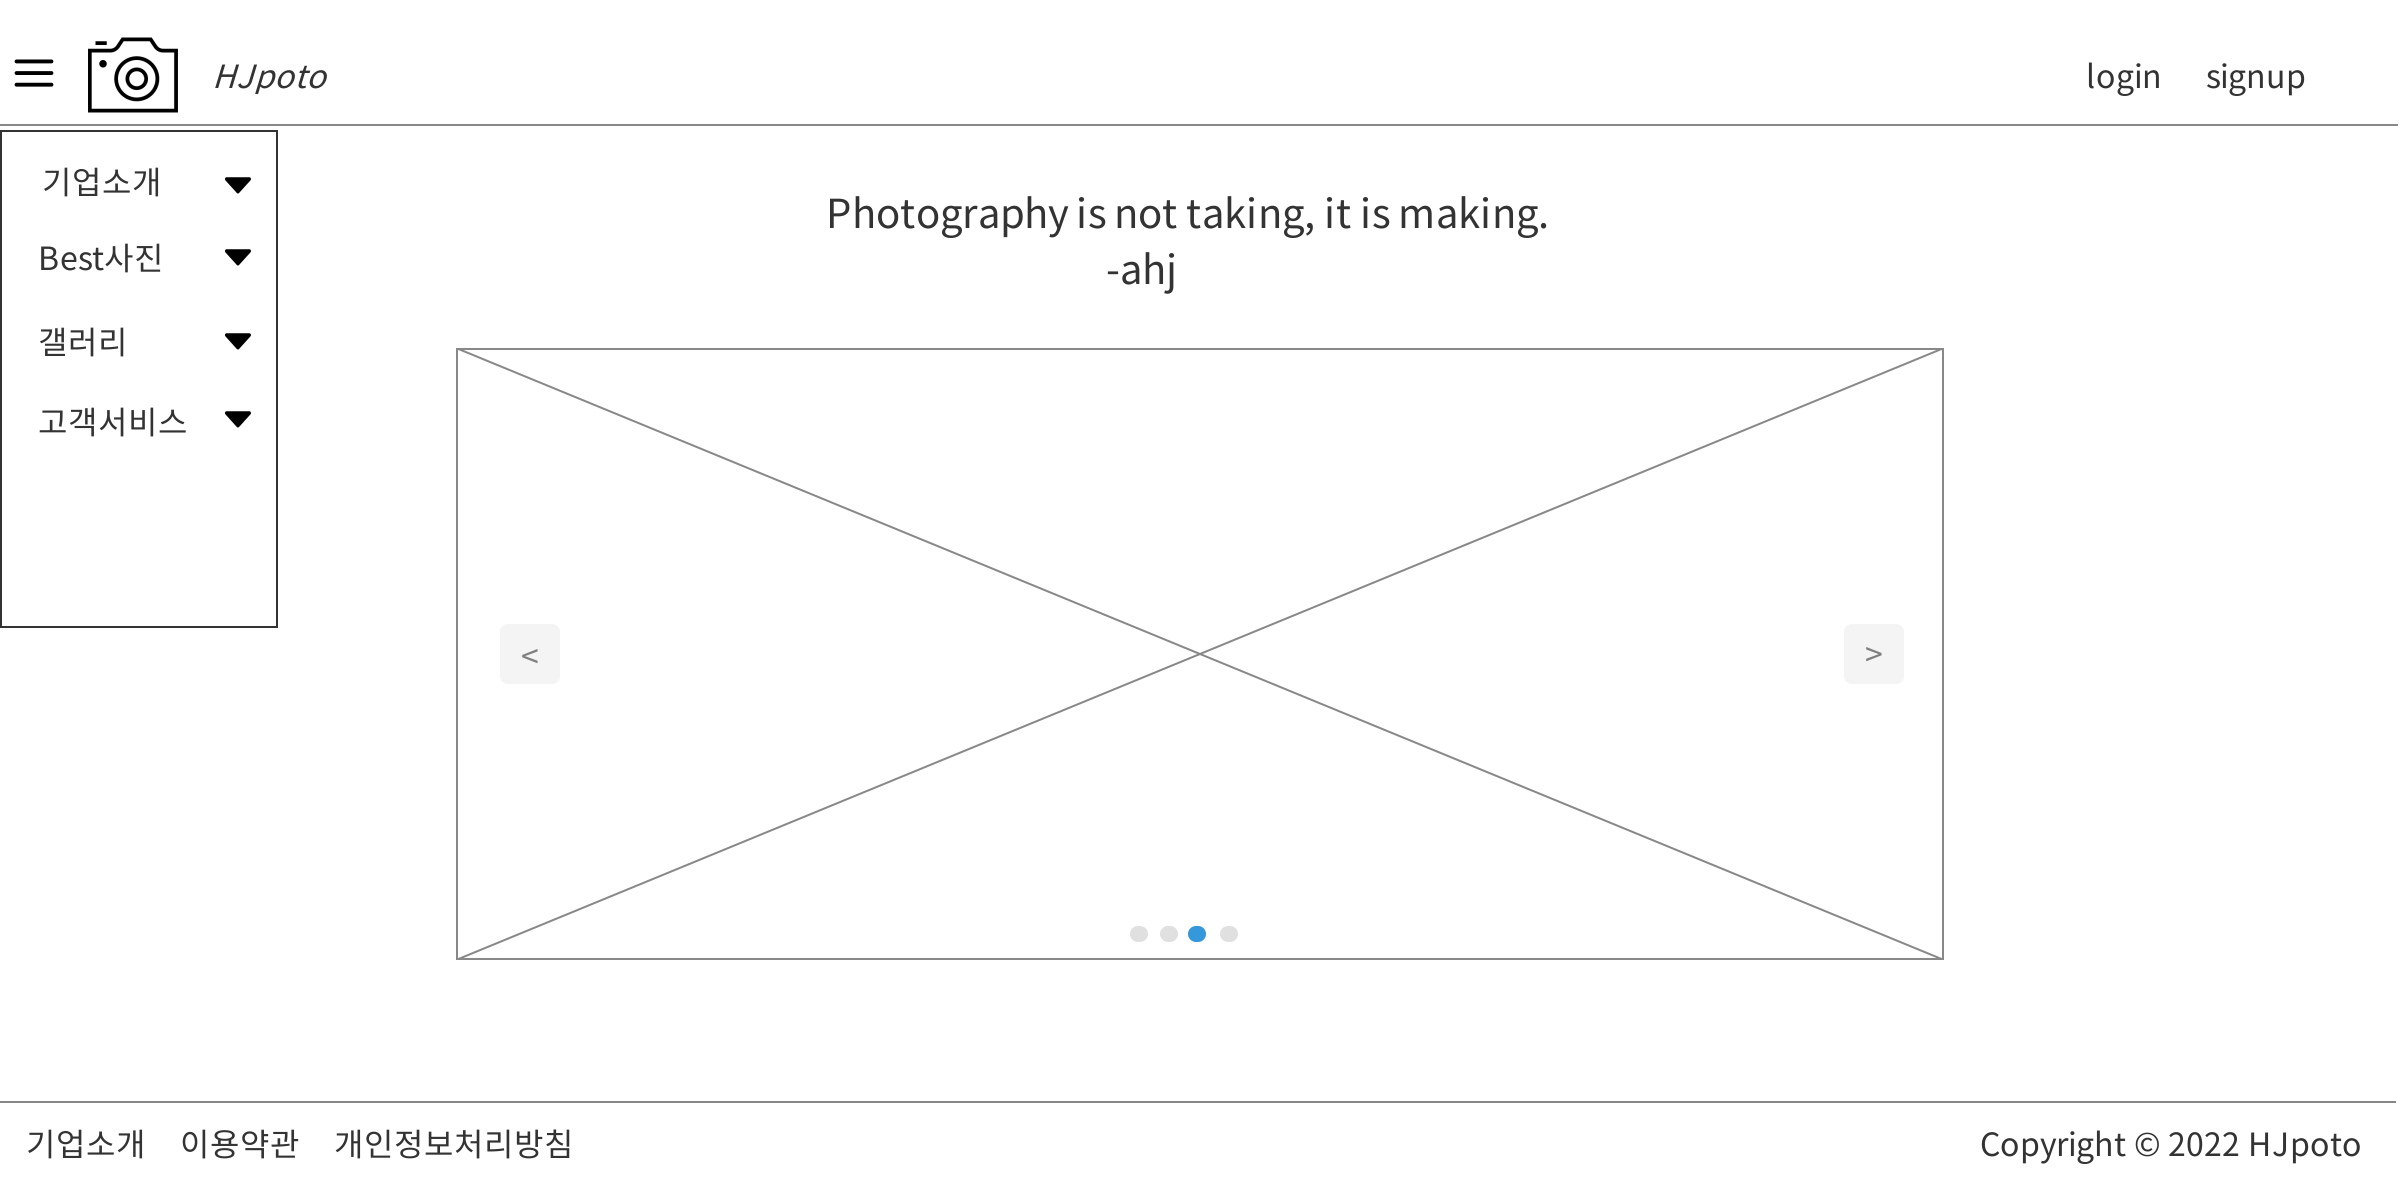 HJpoto
login signup
기업소개
Best사진
갤러리
고객서비스
Photography is not taking, it is making.
-ahj
< >
기업소개 이용약관 개인정보처리방침
Copyright © 2022 HJpoto